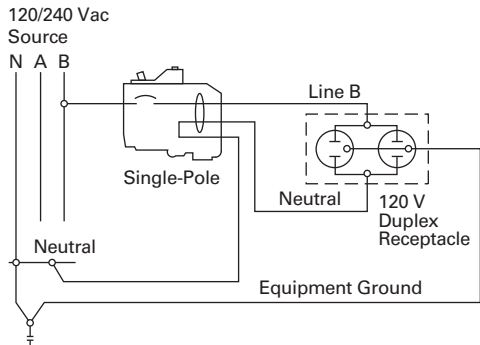 120/240 Vac
Source
N A B
Line B
Single-Pole
Neutral
120 V
Duplex
Receptacle
Neutral
Equipment Ground